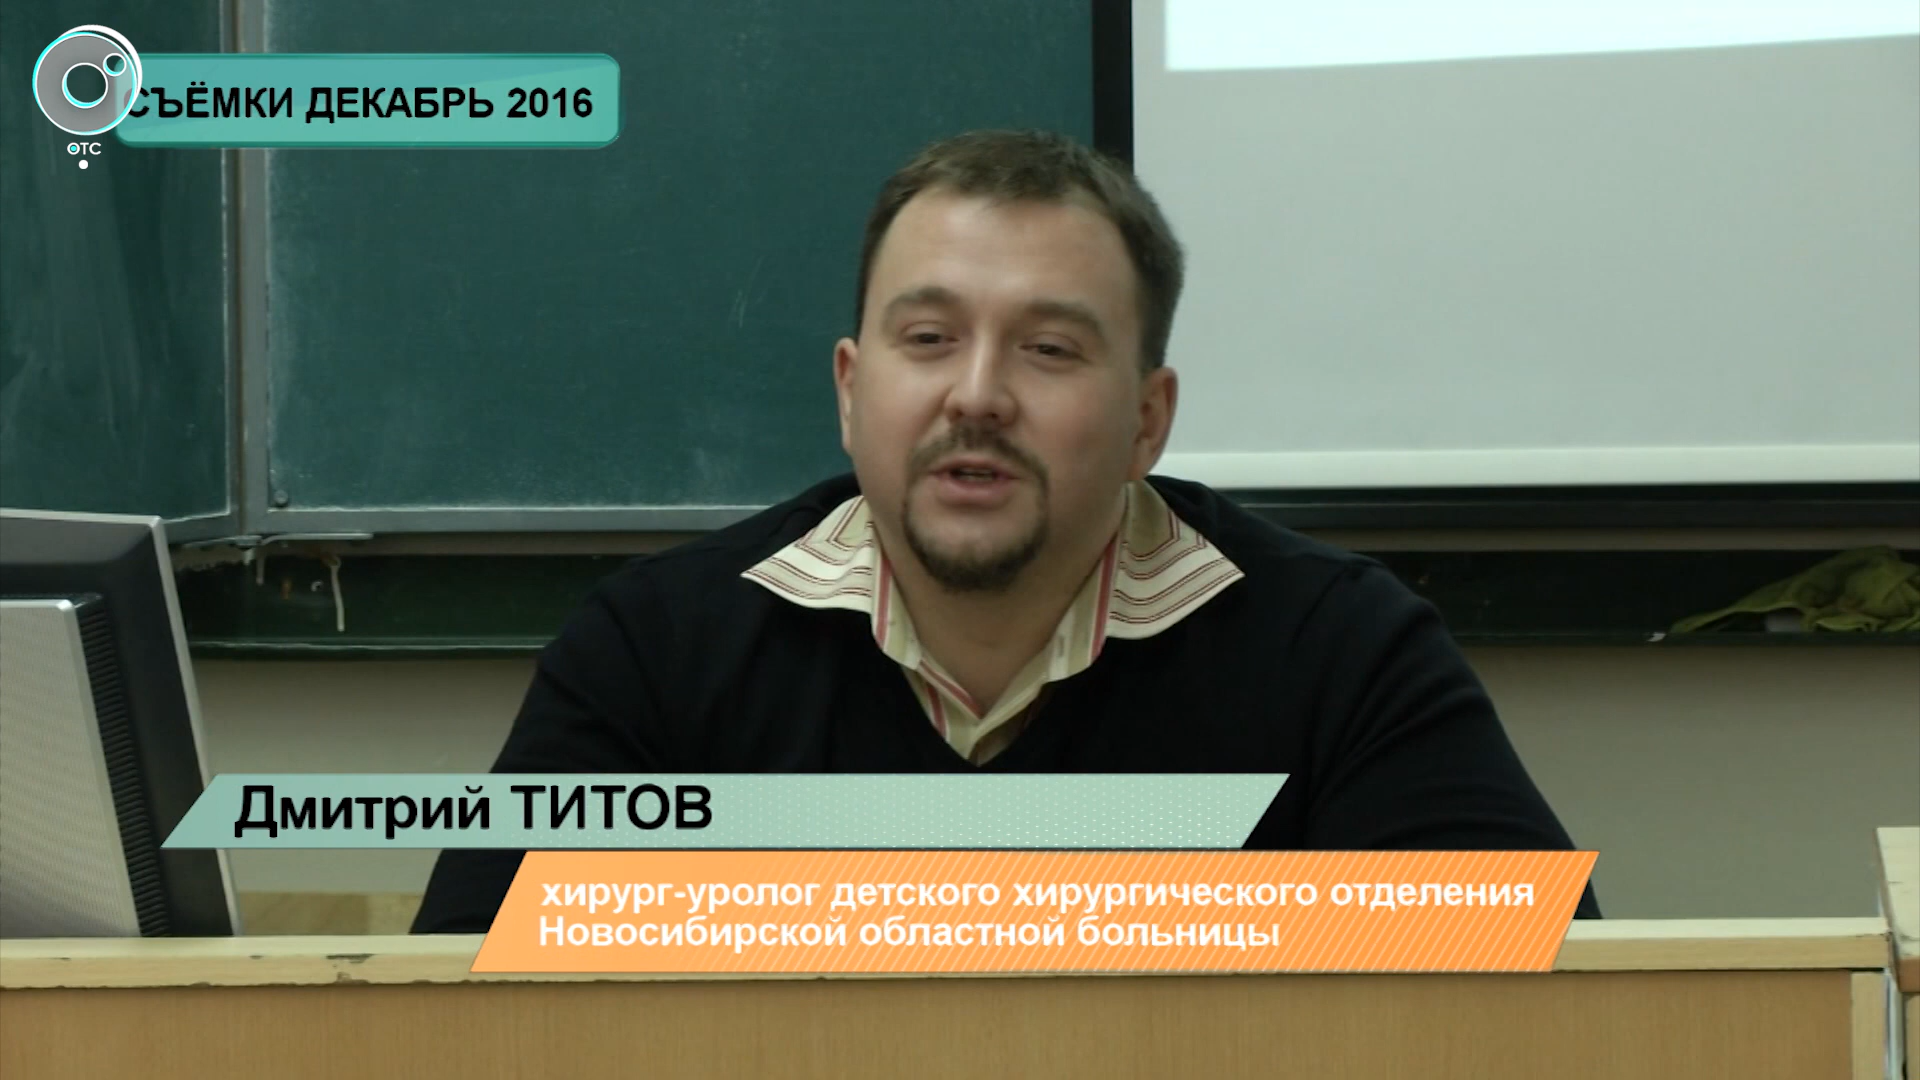 СЪЁМКИ ДЕКАБРЬ 2016
ОТС
Дмитрий ТИТОВ
хирург-уролог детского хирургического отделения
Новосибирской областной больницы